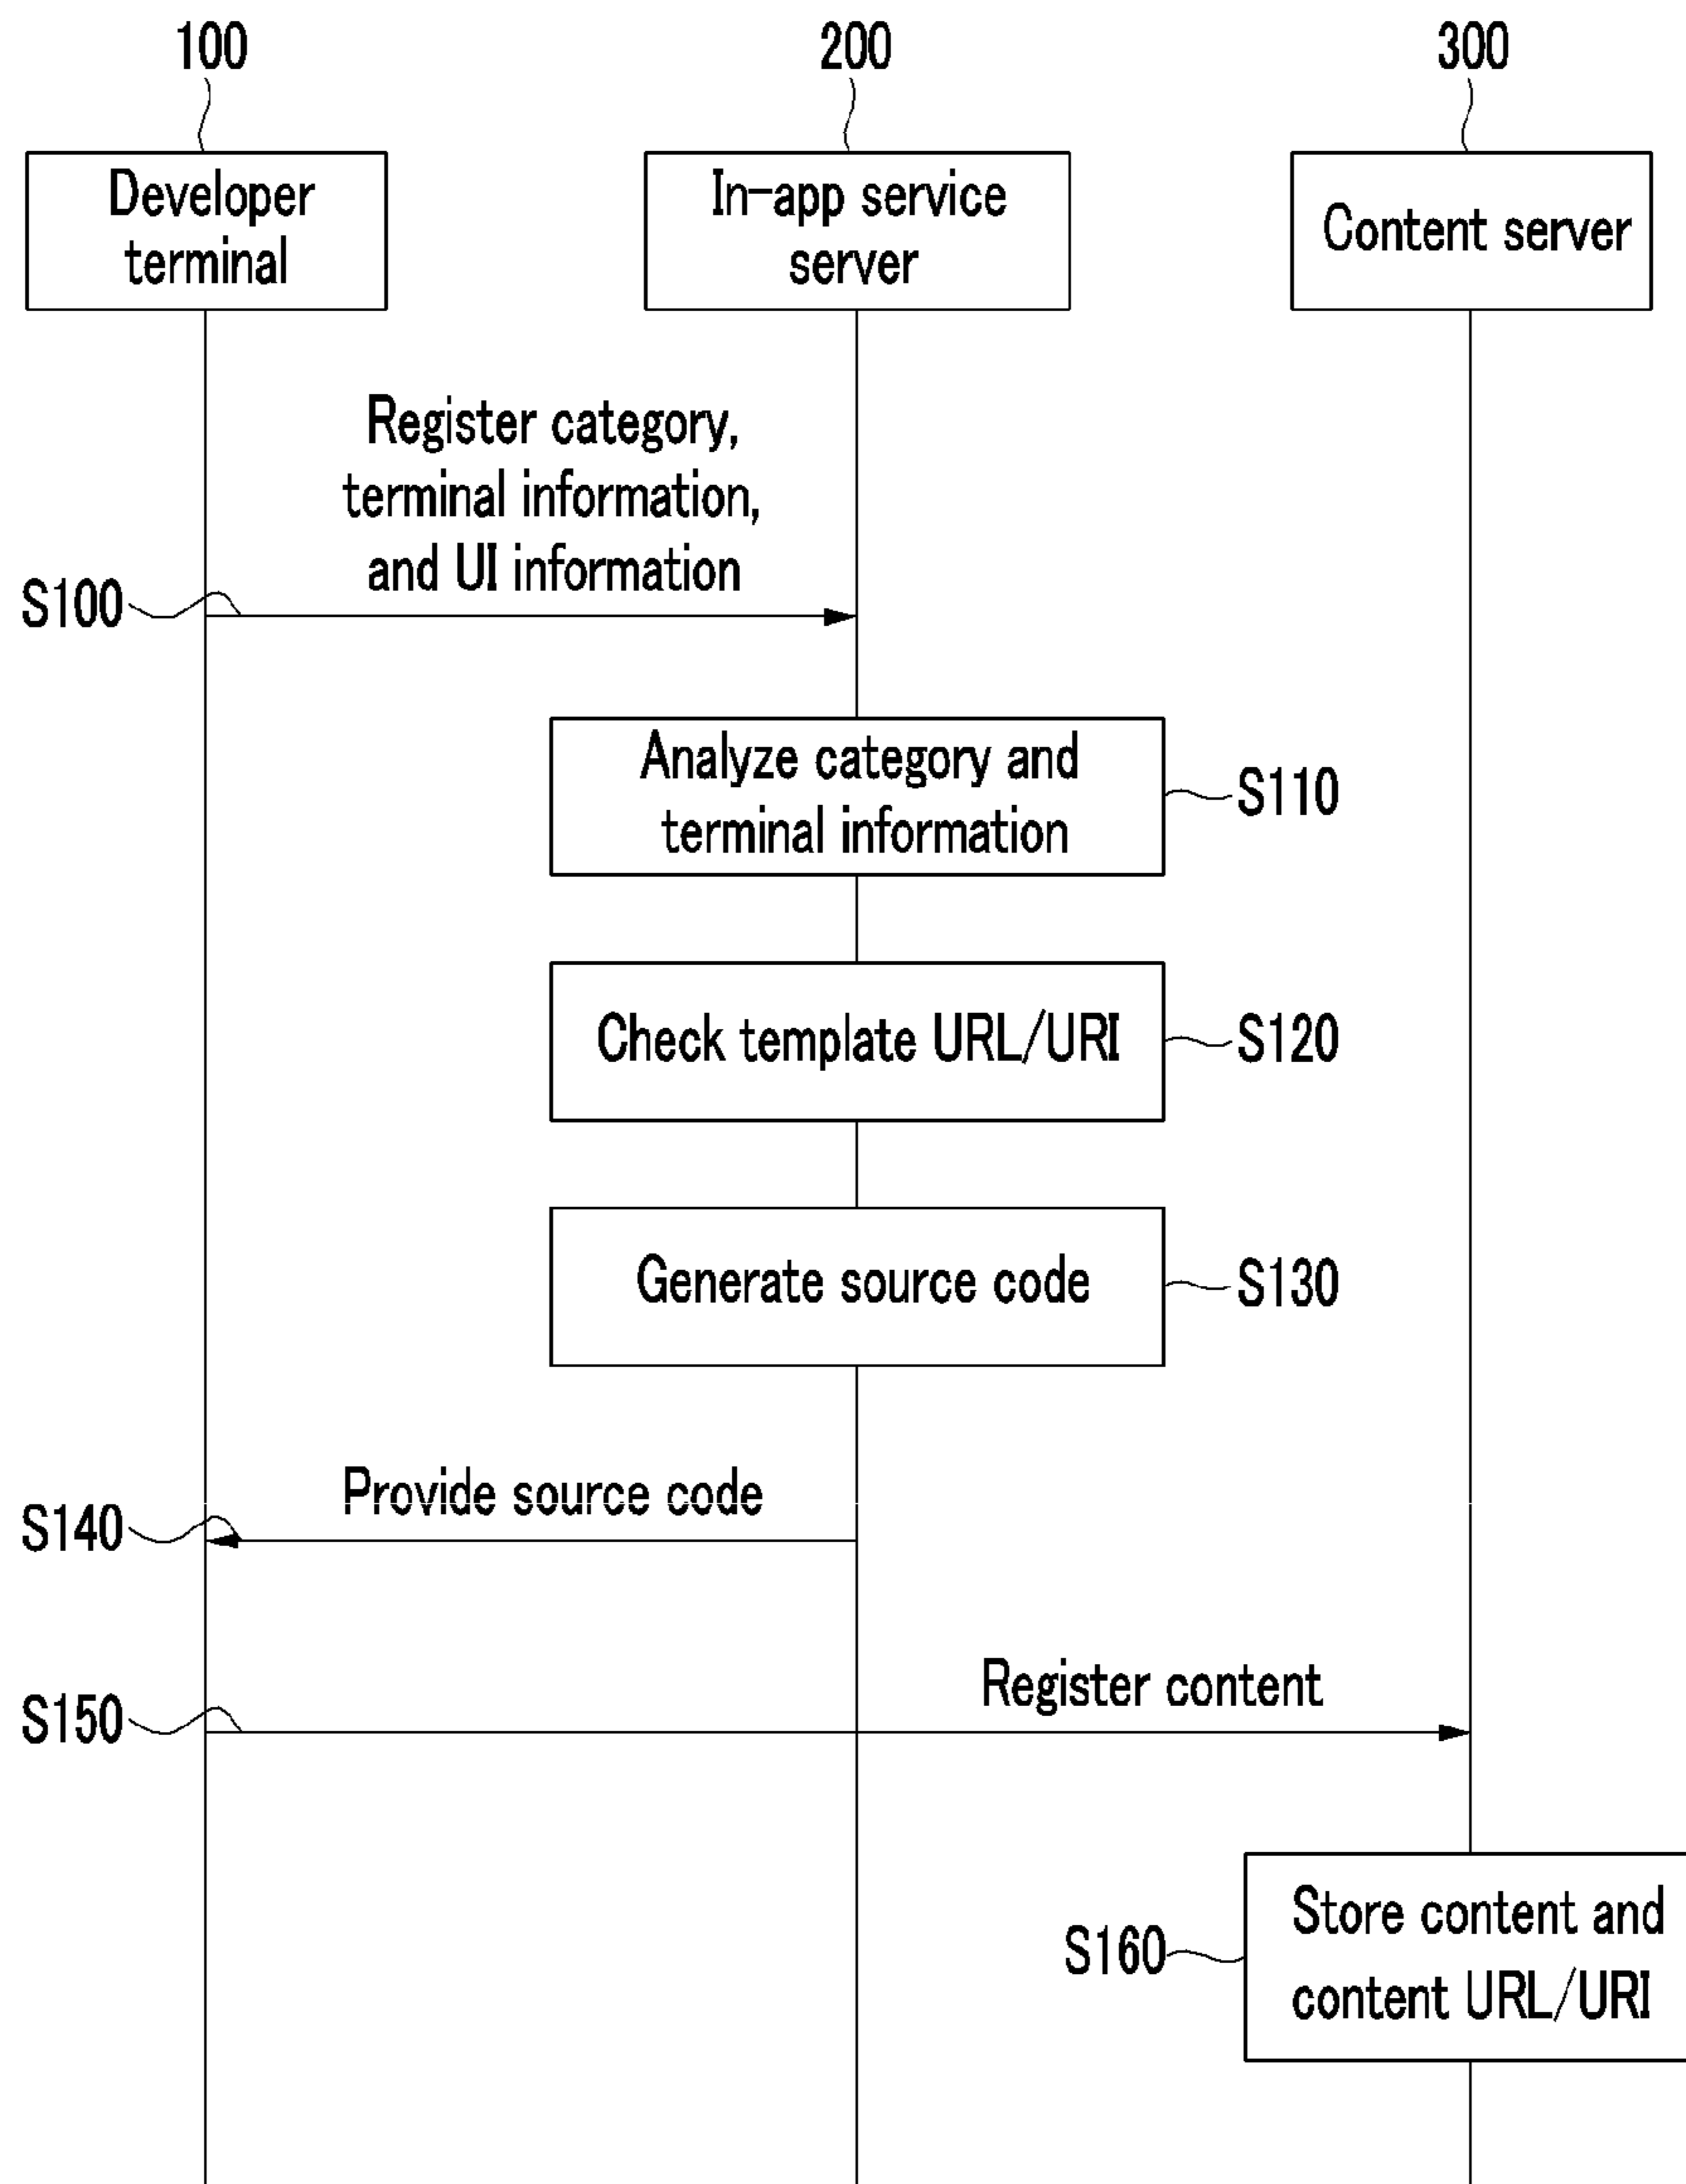 100
200
300
Developer
terminal
In-app service
server
Content server
Register category,
terminal information,
and UI information
S100
Analyze category and
terminal information
S110
Check template URL/URI
S120
Generate source code
S130
Provide source code
S140
Register content
S150
Store content and
content URL/URI
S160